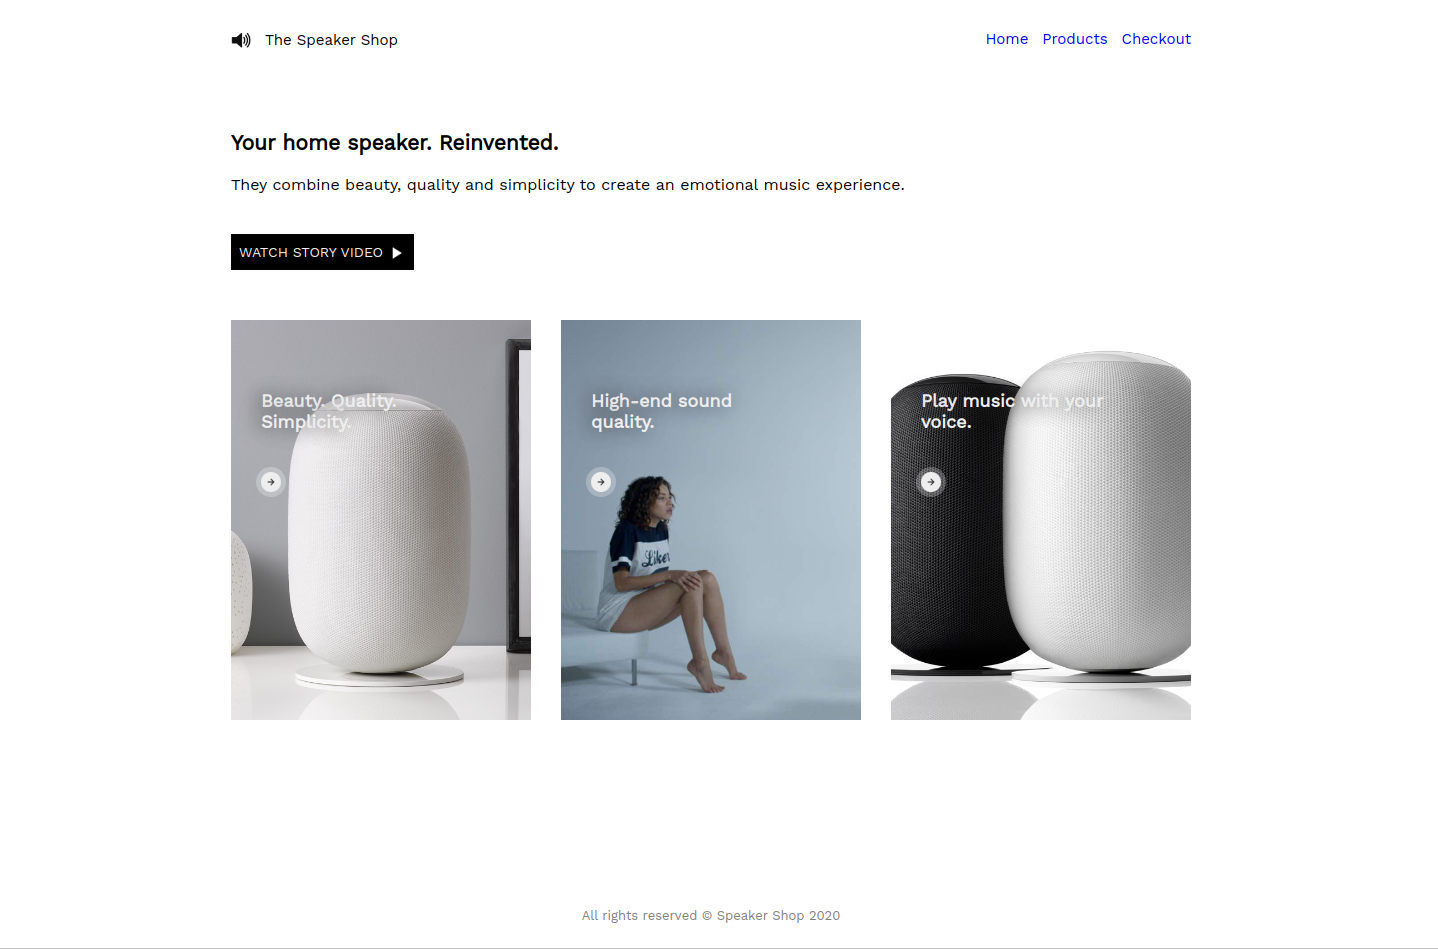 The Speaker Shop
Home Products Checkout
Your home speaker. Reinvented.
They combine beauty, quality and simplicity to create an emotional music experience.
WATCH STORY VIDEO
Beauty. Quality.
Simplicity.
High-end sound
quality.
Liker
Play music with your
voice.
All rights reserved © Speaker Shop 2020